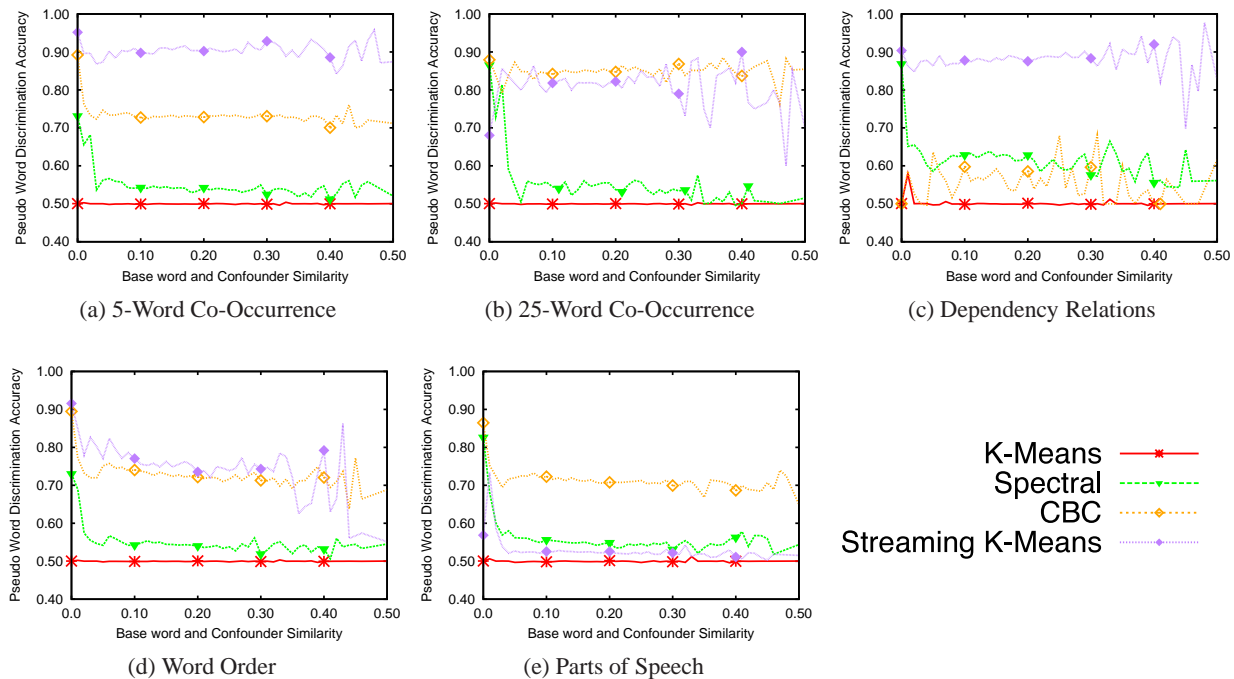 Pseudo Word Discrimination Accuracy
1.00
0.90
0.80
0.70
0.60
0.50
0.40
0.0 0.10 0.20 0.30 0.40 0.50
Base word and Confounder Similarity
(a) 5-Word Co-Occurrence
Pseudo Word Discrimination Accuracy
1.00
0.90
0.80
0.70
0.60
0.50
0.40
0.0 0.10 0.20 0.30 0.40 0.50
Base word and Confounder Similarity
(b) 25-Word Co-Occurrence
Pseudo Word Discrimination Accuracy
1.00
0.90
0.80
0.70
0.60
0.50
0.40
0.0 0.10 0.20 0.30 0.40 0.50
Base word and Confounder Similarity
(c) Dependency Relations
Pseudo Word Discrimination Accuracy
1.00
0.90
0.80
0.70
0.60
0.50
0.40
0.0 0.10 0.20 0.30 0.40 0.50
Base word and Confounder Similarity
(d) Word Order
Pseudo Word Discrimination Accuracy
1.00
0.90
0.80
0.70
0.60
0.50
0.40
0.0 0.10 0.20 0.30 0.40 0.50
Base word and Confounder Similarity
(e) Parts of Speech
K-Means
Spectral
CBC
Streaming K-Means